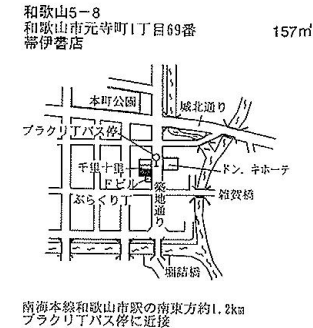 和歌山5－8
和歌山市元寺町1丁目69番
157㎡
帯伊書店
本町公園
城北通り
ブラクリ丁バス停
千里十里
Fビル
ドン．キホーテ
ぶらくり丁
築地通り
雑賀橋
南海本線和歌山市駅の南東方約1.2km
ブラクリ丁バス停に近接